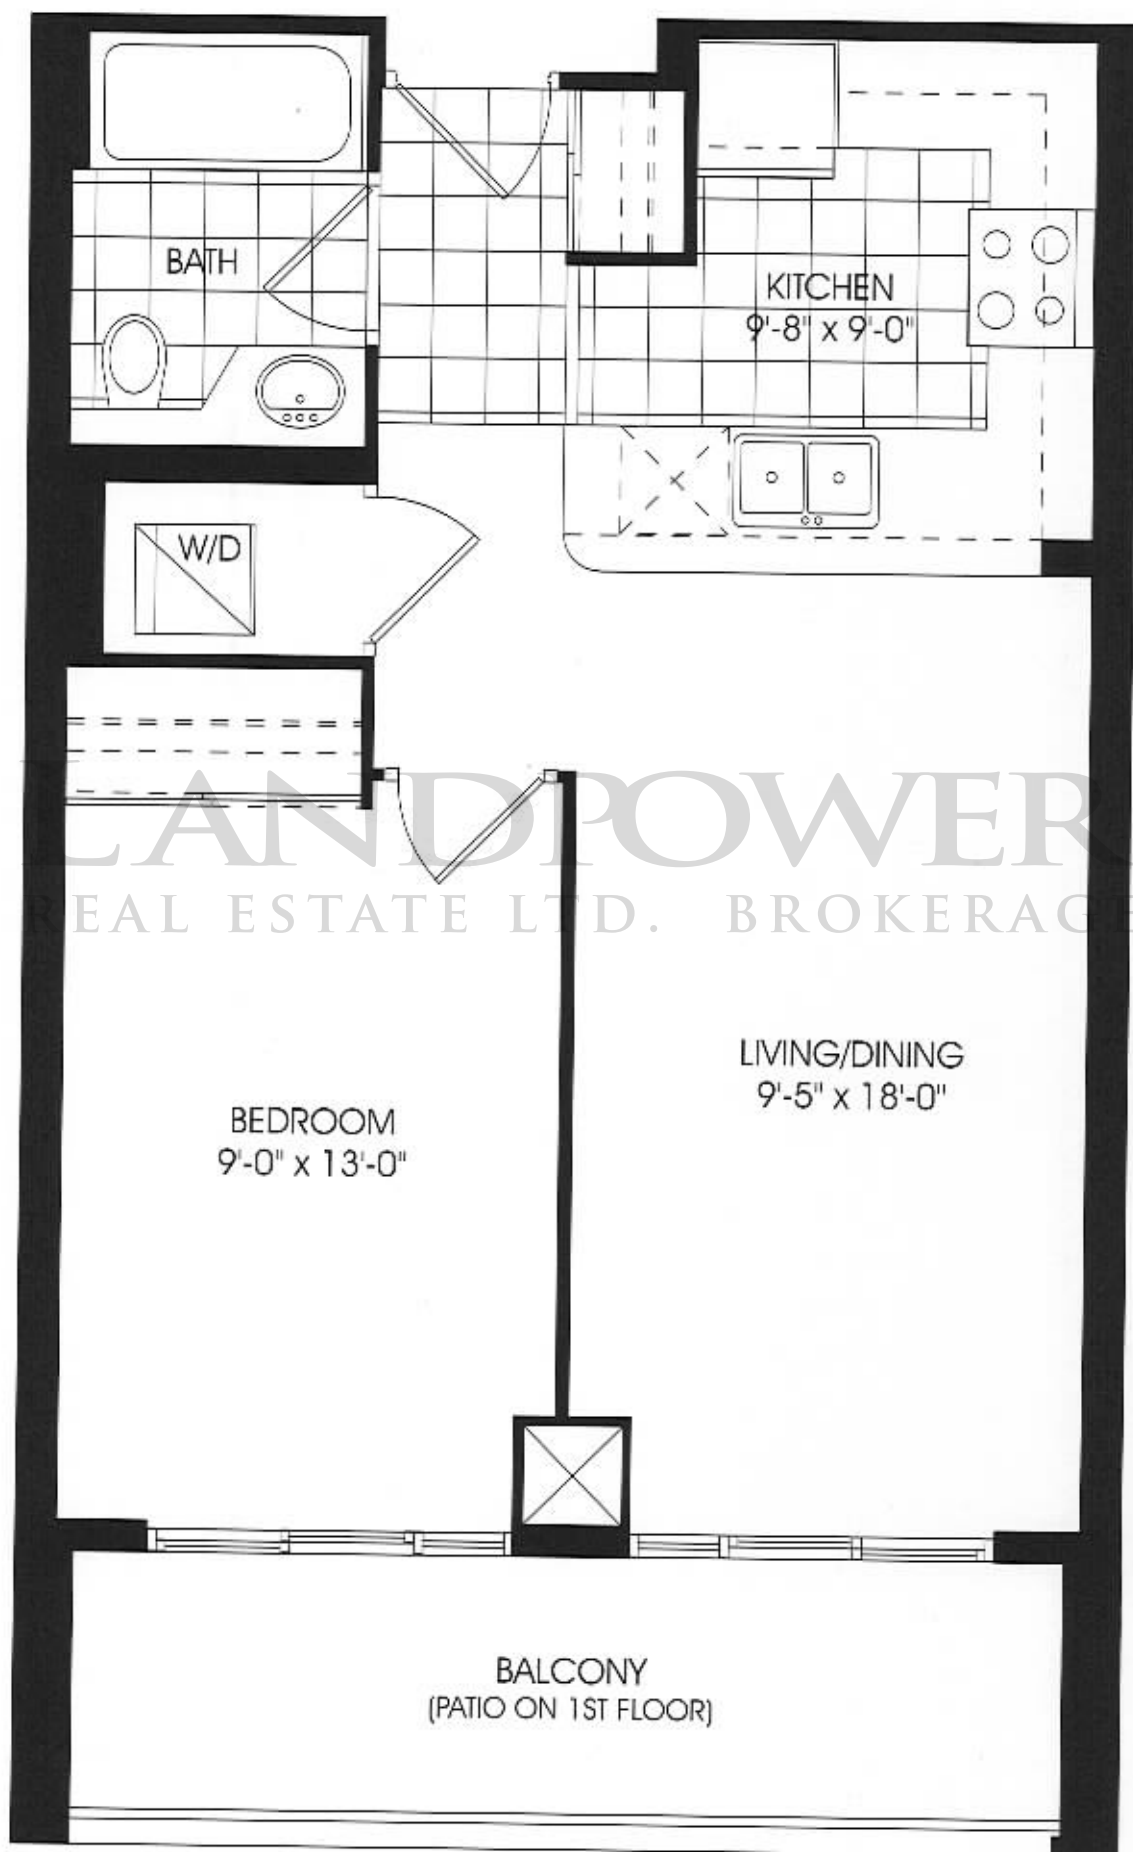 BATH
KITCHEN
9'-8" x 9'-0"
W/D
LANDPOWER
REAL ESTATE LTD. BROKERAGE
LIVING/DINING
9'-5" x 18'-0"
BEDROOM
9'-0" x 13'-0"
BALCONY
(PATIO ON 1ST FLOOR)